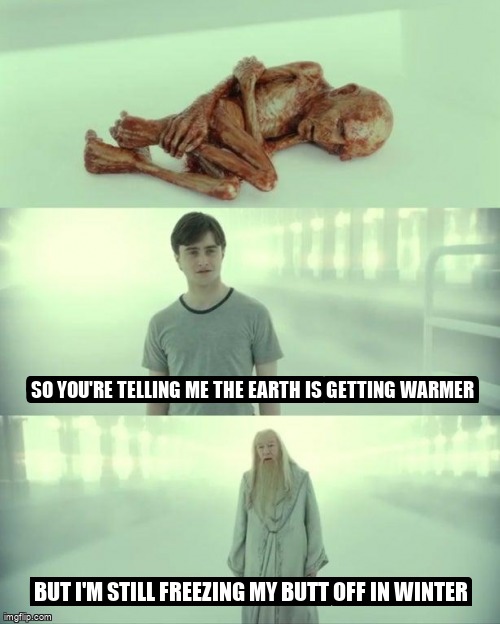 SO YOU'RE TELLING ME THE EARTH IS GETTING WARMER
BUT I'M STILL FREEZING MY BUTT OFF IN WINTER
imgflip.com